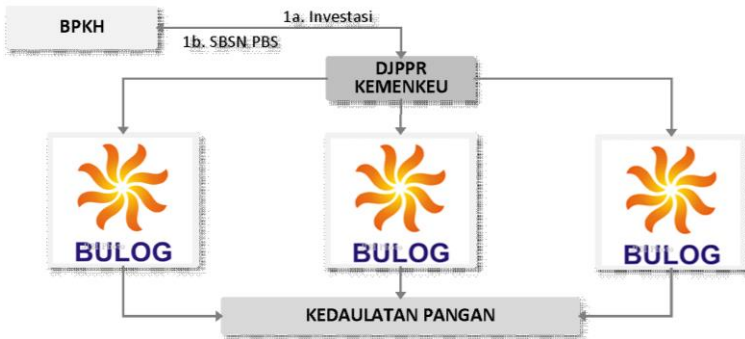 BPKH
1a. Investasi
1b. SBSN PBS
DJPPR
KEMENKEU
BULOG
BULOG
BULOG
KEDAULATAN PANGAN